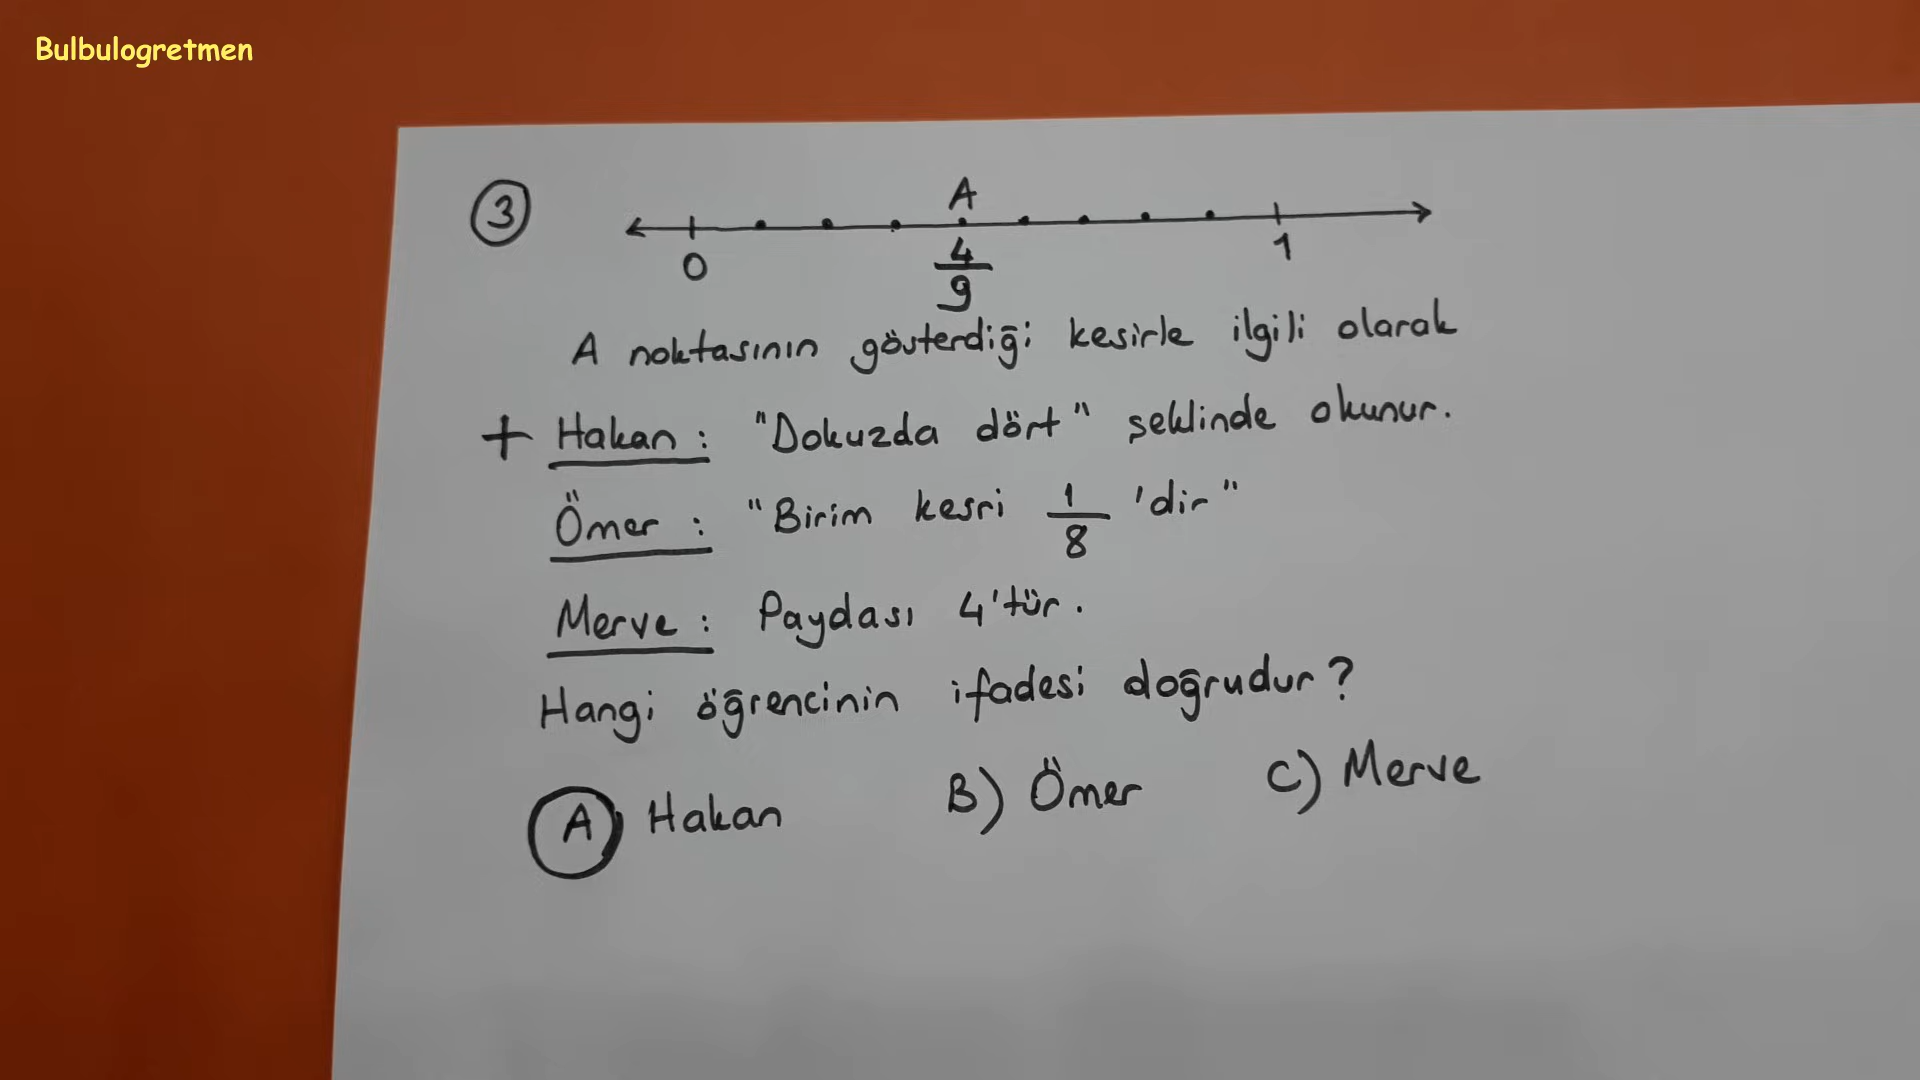 Bulbulogretmen
3
A
0
4
9
1
A noktasının gösterdiği kesirle ilgili olarak
+ Hakan: "Dokuzda dört" şeklinde okunur.
Ömer : "Birim kesri 1/8 'dir"
Merve: Paydası 4'tür.
Hangi öğrencinin ifadesi doğrudur?
A) Hakan B) Ömer C) Merve